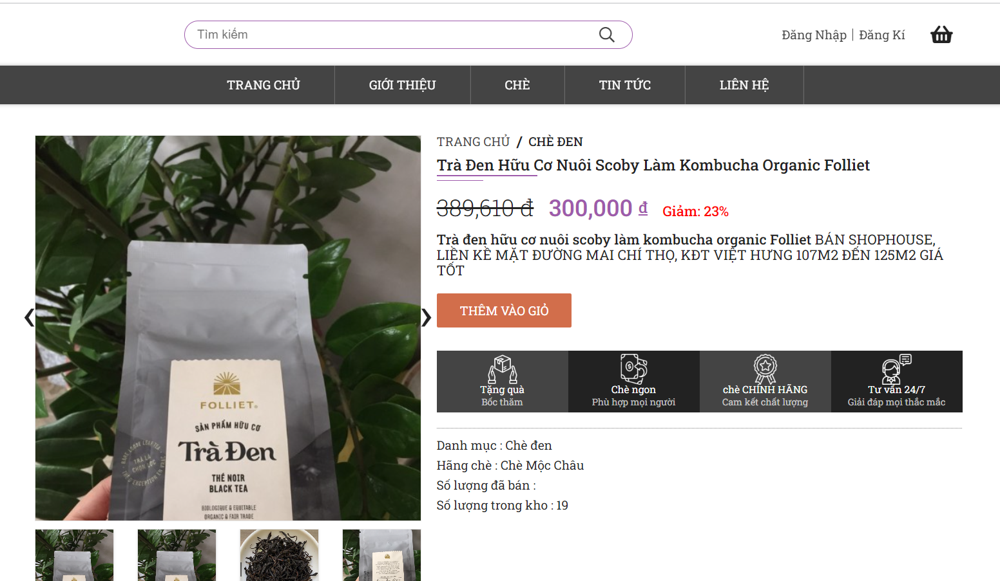 Tìm kiếm
Đăng Nhập | Đăng Kí
TRANG CHỦ
GIỚI THIỆU
CHÈ
TIN TỨC
LIÊN HỆ
TRANG CHỦ / CHÈ ĐEN
Trà Đen Hữu Cơ Nuôi Scoby Làm Kombucha Organic Folliet
389,610 đ 300,000 đ Giảm: 23%
Trà đen hữu cơ nuôi scoby làm kombucha organic Folliet BÁN SHOPHOUSE,
LIỀN KỀ MẶT ĐƯỜNG MAI CHÍ THỌ, KĐT VIỆT HƯNG 107M2 ĐẾN 125M2 GIÁ
TỐT
THÊM VÀO GIỎ
Tặng quà
Bốc thăm
Chè ngon
Phù hợp mọi người
chè CHÍNH HÃNG
Cam kết chất lượng
Tư vấn 24/7
Giải đáp mọi thắc mắc
Danh mục : Chè đen
Hãng chè : Chè Mộc Châu
Số lượng đã bán :
Số lượng trong kho : 19
FOLLIET®
SẢN PHẨM HỮU CƠ
Trà Đen
THÉ NOIR
BLACK TEA
BIOLOGIQUE & EQUITABLE
ORGANIC & FAIR TRADE
TRÀ LÁ
CHỌN LỌC